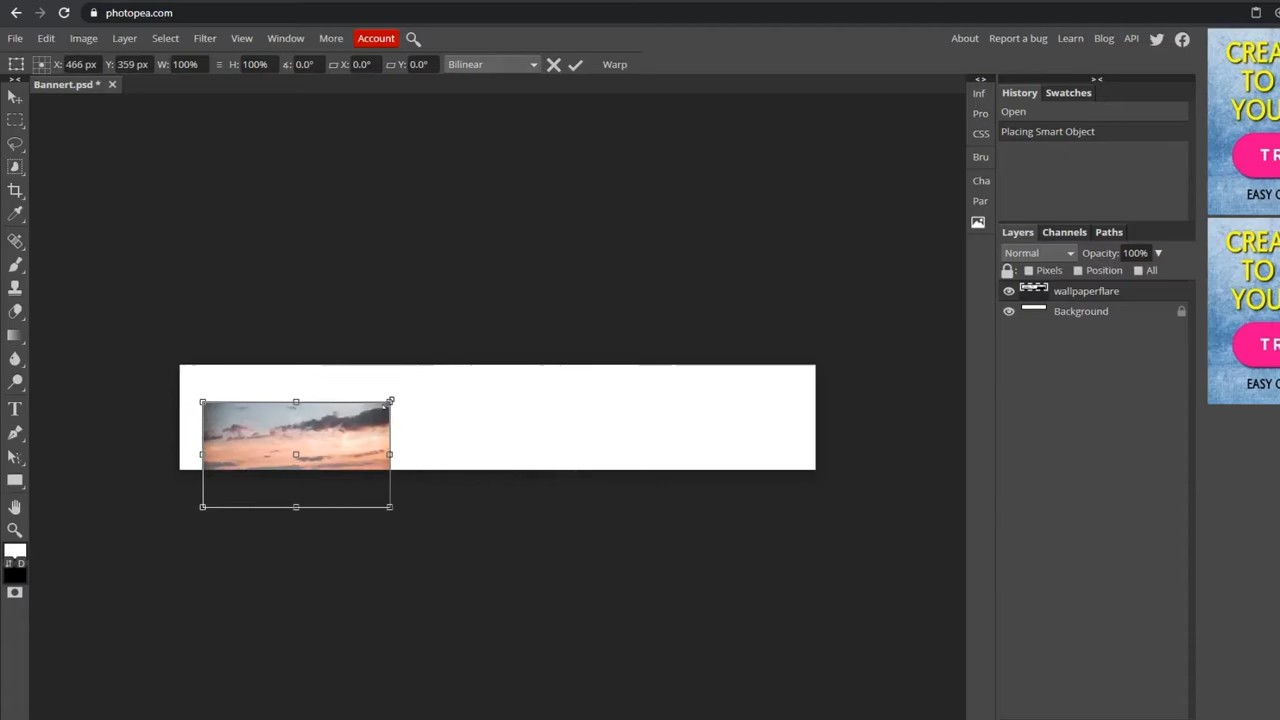 photopea.com
File Edit Image Layer Select Filter View Window More Account About Report a bug Learn Blog API
X: 466 px Y: 359 px W: 100% H: 100% 0.0° X: 0.0° Y: 0.0° Bilinear Warp
Bannert.psd *
Inf
Pro
CSS
Bru
Cha
Par
History Swatches
Open
Placing Smart Object
Layers Channels Paths
Normal Opacity: 100%
Pixels Position All
wallpaperflare
Background
D
CREA
TO
YOU
TR
EASY C
CREA
TO
YOU
TR
EASY C